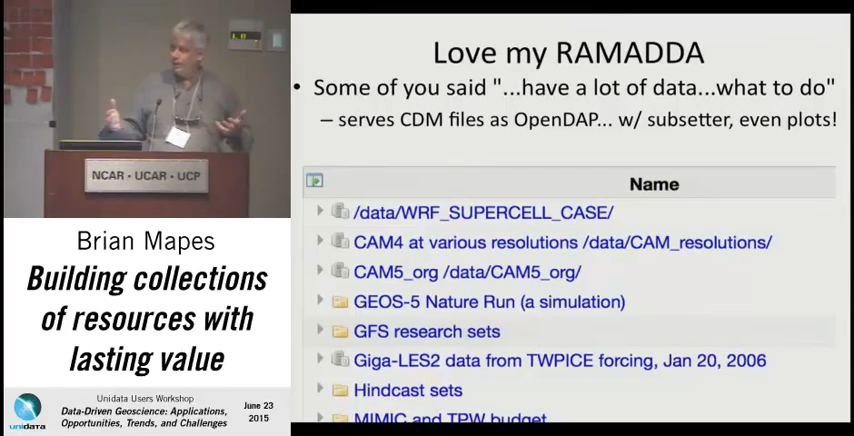 NCAR • UCAR • UCP
Brian Mapes
Building collections
of resources with
lasting value
unidata
Unidata Users Workshop
Data-Driven Geoscience: Applications,
Opportunities, Trends, and Challenges
June 23
2015
Love my RAMADDA
• Some of you said "...have a lot of data...what to do"
– serves CDM files as OpenDAP... w/ subsetter, even plots!
Name
/data/WRF_SUPERCELL_CASE/
CAM4 at various resolutions /data/CAM_resolutions/
CAM5_org /data/CAM5_org/
GEOS-5 Nature Run (a simulation)
GFS research sets
Giga-LES2 data from TWPICE forcing, Jan 20, 2006
Hindcast sets
MIMIC and TPW budget